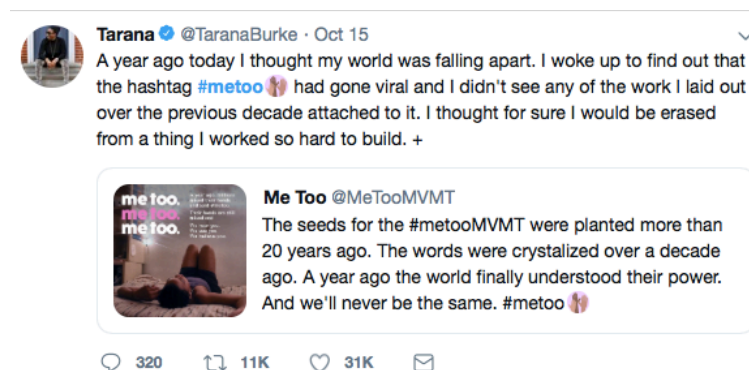 Tarana @TaranaBurke · Oct 15
A year ago today I thought my world was falling apart. I woke up to find out that
the hashtag #metoo had gone viral and I didn't see any of the work I laid out
over the previous decade attached to it. I thought for sure I would be erased
from a thing I worked so hard to build. +
me too.
me too.
me too.
Me Too @MeTooMVMT
The seeds for the #metooMVMT were planted more than
20 years ago. The words were crystalized over a decade
ago. A year ago the world finally understood their power.
And we'll never be the same. #metoo
320 11K 31K